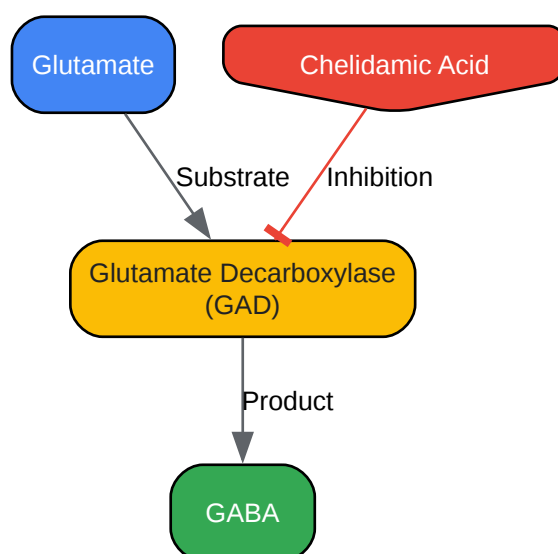 Glutamate
Chelidamic Acid
Substrate
Inhibition
Glutamate Decarboxylase
(GAD)
Product
GABA